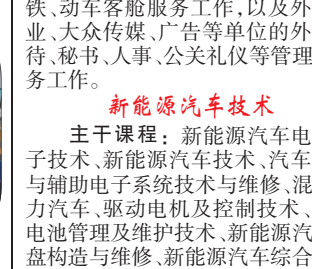 铁、动车客舱服务工作,以及外
业、大众传媒、广告等单位的外
待、秘书、人事、公关礼仪等管理
务工作。
新能源汽车技术
主干课程：新能源汽车电
子技术、新能源汽车技术、汽车
与辅助电子系统技术与维修、混
力汽车、驱动电机及控制技术、
电池管理及维护技术、新能源汽
盘构造与维修、新能源汽车综合